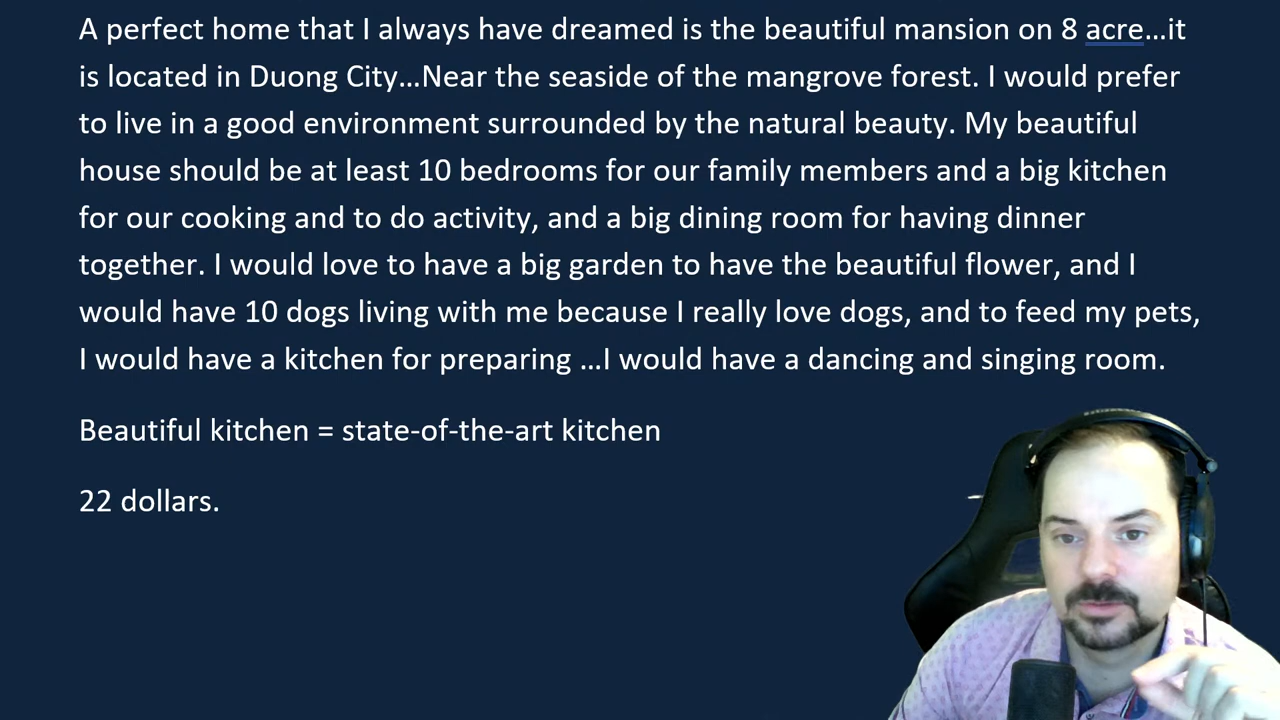 A perfect home that I always have dreamed is the beautiful mansion on 8 acre…it
is located in Duong City…Near the seaside of the mangrove forest. I would prefer
to live in a good environment surrounded by the natural beauty. My beautiful
house should be at least 10 bedrooms for our family members and a big kitchen
for our cooking and to do activity, and a big dining room for having dinner
together. I would love to have a big garden to have the beautiful flower, and I
would have 10 dogs living with me because I really love dogs, and to feed my pets,
I would have a kitchen for preparing …I would have a dancing and singing room.
Beautiful kitchen = state-of-the-art kitchen
22 dollars.